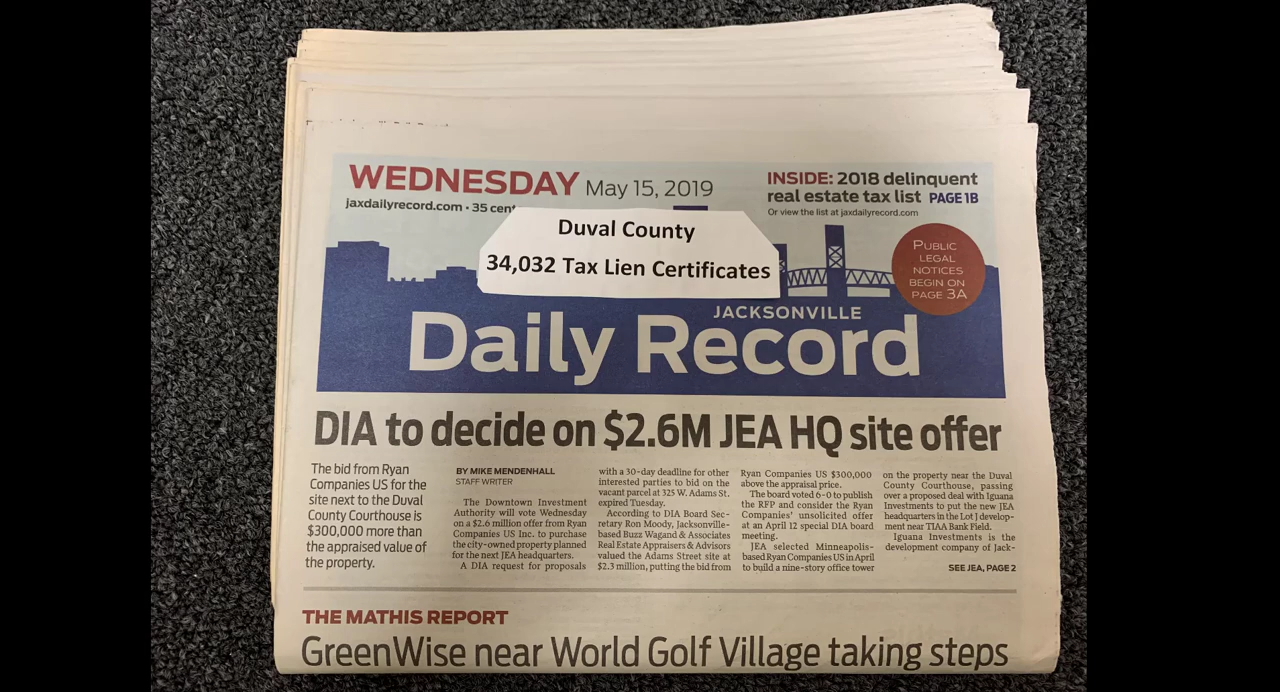 WEDNESDAY May 15, 2019
jaxdailyrecord.com • 35 cent
INSIDE: 2018 delinquent
real estate tax list PAGE 1B
Or view the list at jaxdailyrecord.com
Duval County
34,032 Tax Lien Certificates
PUBLIC
LEGAL
NOTICES
BEGIN ON
PAGE 3A
JACKSONVILLE
Daily Record
DIA to decide on $2.6M JEA HQ site offer
The bid from Ryan
Companies US for the
site next to the Duval
County Courthouse is
$300,000 more than
the appraised value of
the property.
BY MIKE MENDENHALL
STAFF WRITER
The Downtown Investment
Authority will vote Wednesday
on a $2.6 million offer from Ryan
Companies US Inc. to purchase
the city-owned property planned
for the next JEA headquarters.
A DIA request for proposals
with a 30-day deadline for other
interested parties to bid on the
vacant parcel at 325 W. Adams St.
expired Tuesday.
According to DIA Board Sec-
retary Ron Moody, Jacksonville-
based Buzz Wagand & Associates
Real Estate Appraisers & Advisors
valued the Adams Street site at
$2.3 million, putting the bid from
Ryan Companies US $300,000
above the appraisal price.
The board voted 6-0 to publish
the RFP and consider the Ryan
Companies' unsolicited offer
at an April 12 special DIA board
meeting.
JEA selected Minneapolis-
based Ryan Companies US in April
to build a nine-story office tower
on the property near the Duval
County Courthouse, passing
over a proposed deal with Iguana
Investments to put the new JEA
headquarters in the Lot J develop-
ment near TIAA Bank Field.
Iguana Investments is the
development company of Jack-
SEE JEA, PAGE 2
THE MATHIS REPORT
GreenWise near World Golf Village taking steps